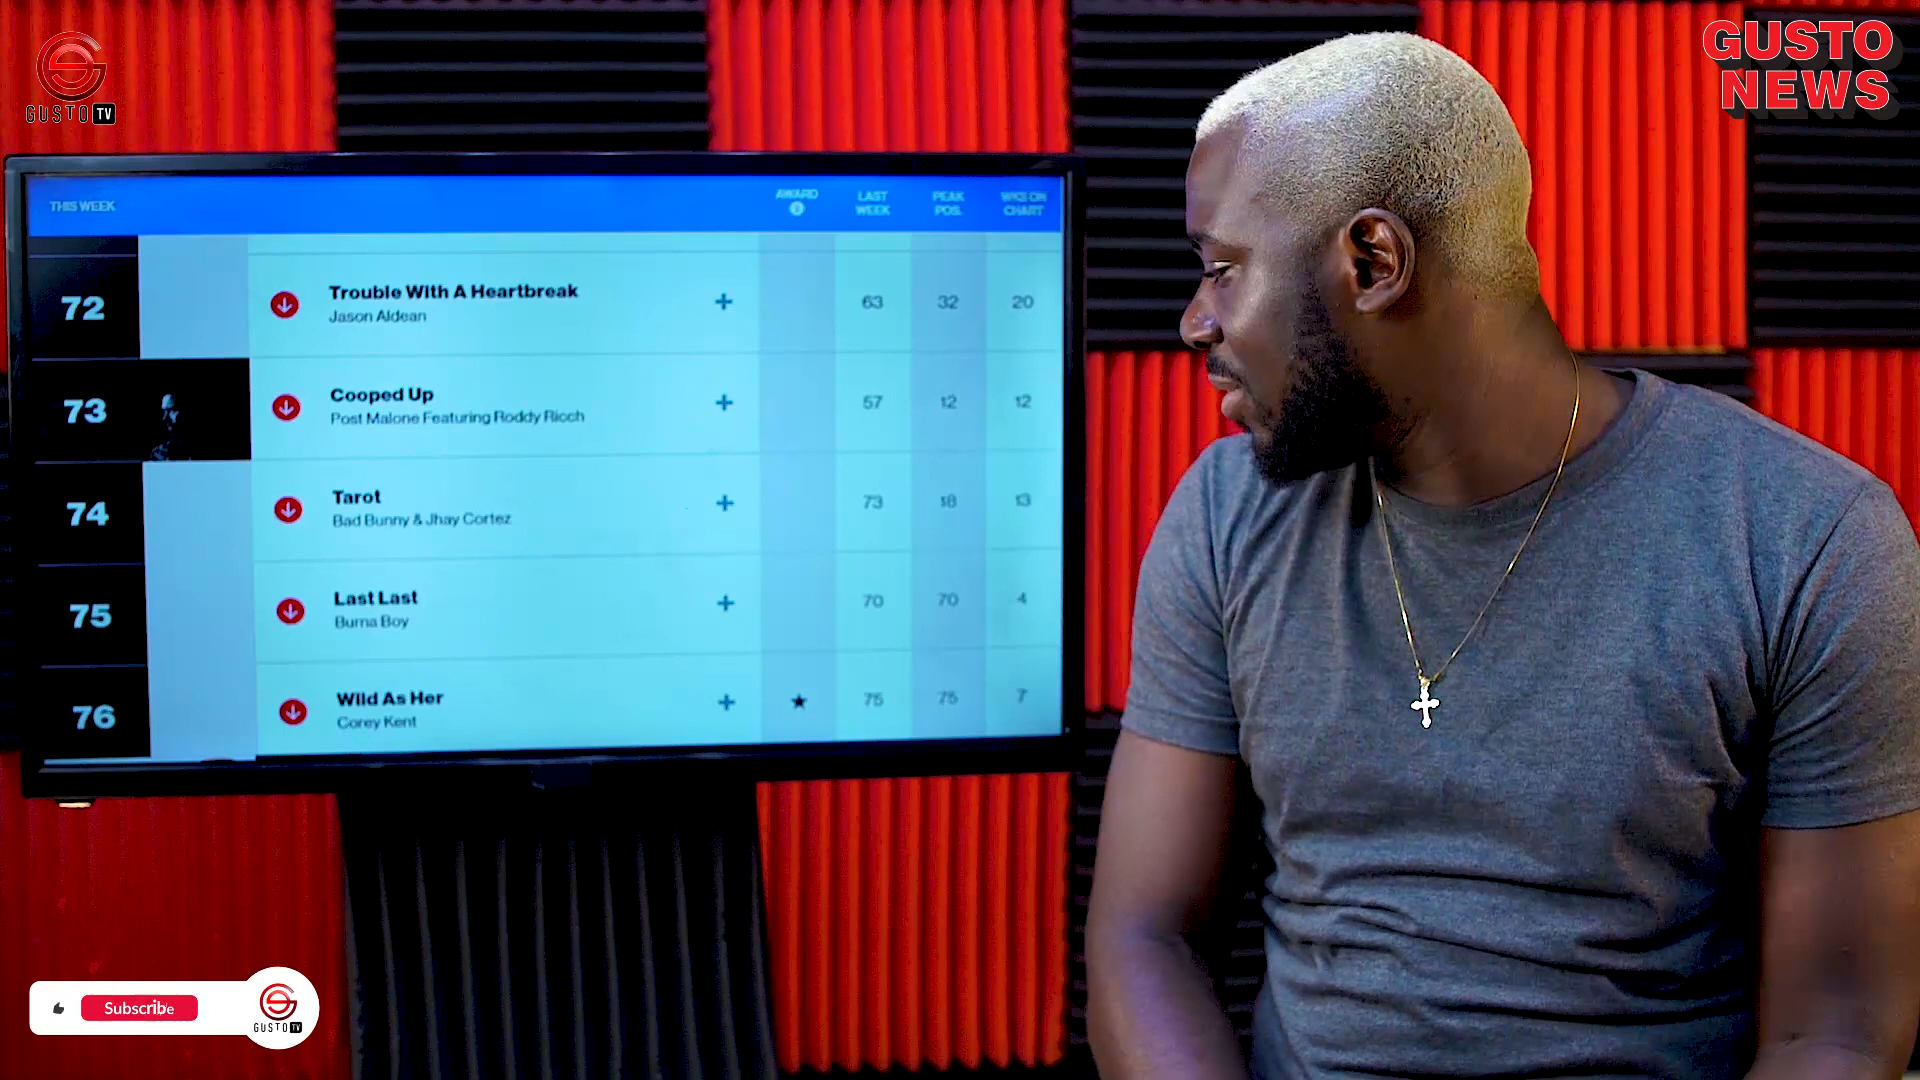 GUSTO TV
GUSTO
NEWS
THIS WEEK
AWARD
LAST
WEEK
PEAK
POS.
WKS ON
CHART
72
Trouble With A Heartbreak
Jason Aldean
+
63
32
20
73
Cooped Up
Post Malone Featuring Roddy Ricch
+
57
12
12
74
Tarot
Bad Bunny & Jhay Cortez
+
73
18
13
75
Last Last
Burna Boy
+
70
70
4
76
Wild As Her
Corey Kent
+
75
75
7
Subscribe
GUSTO TV